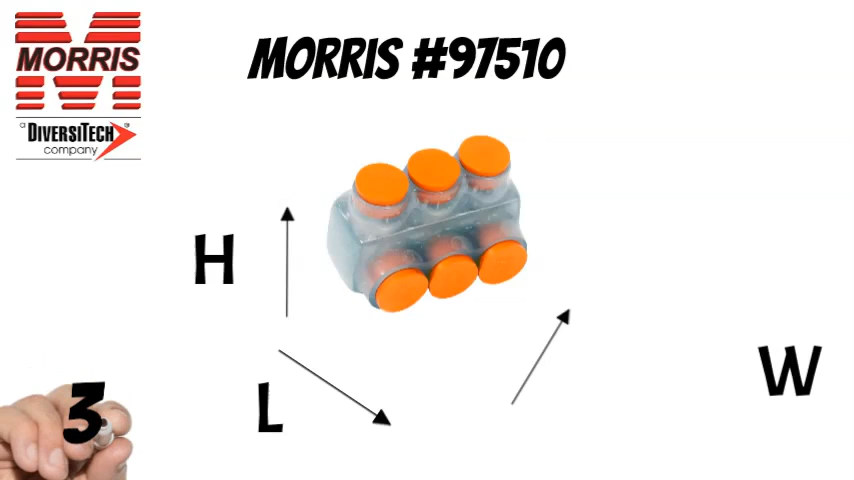 MORRIS
a DIVERSITECH®
company
MORRIS #97510
H
3
L
W